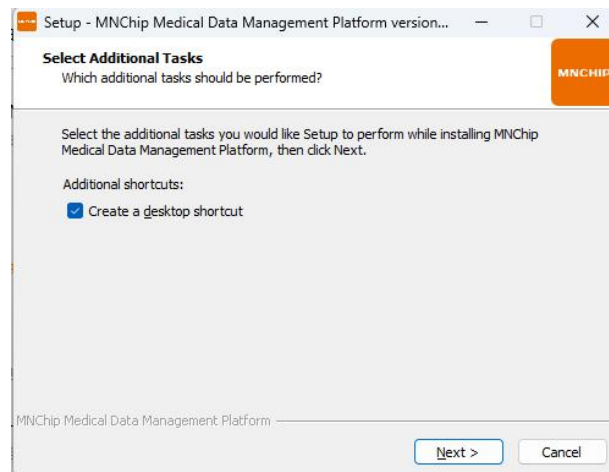 Setup - MNChip Medical Data Management Platform version...
Select Additional Tasks
Which additional tasks should be performed?
MNCHIP
Select the additional tasks you would like Setup to perform while installing MNChip
Medical Data Management Platform, then click Next.
Additional shortcuts:
Create a desktop shortcut
MNChip Medical Data Management Platform
Next >
Cancel